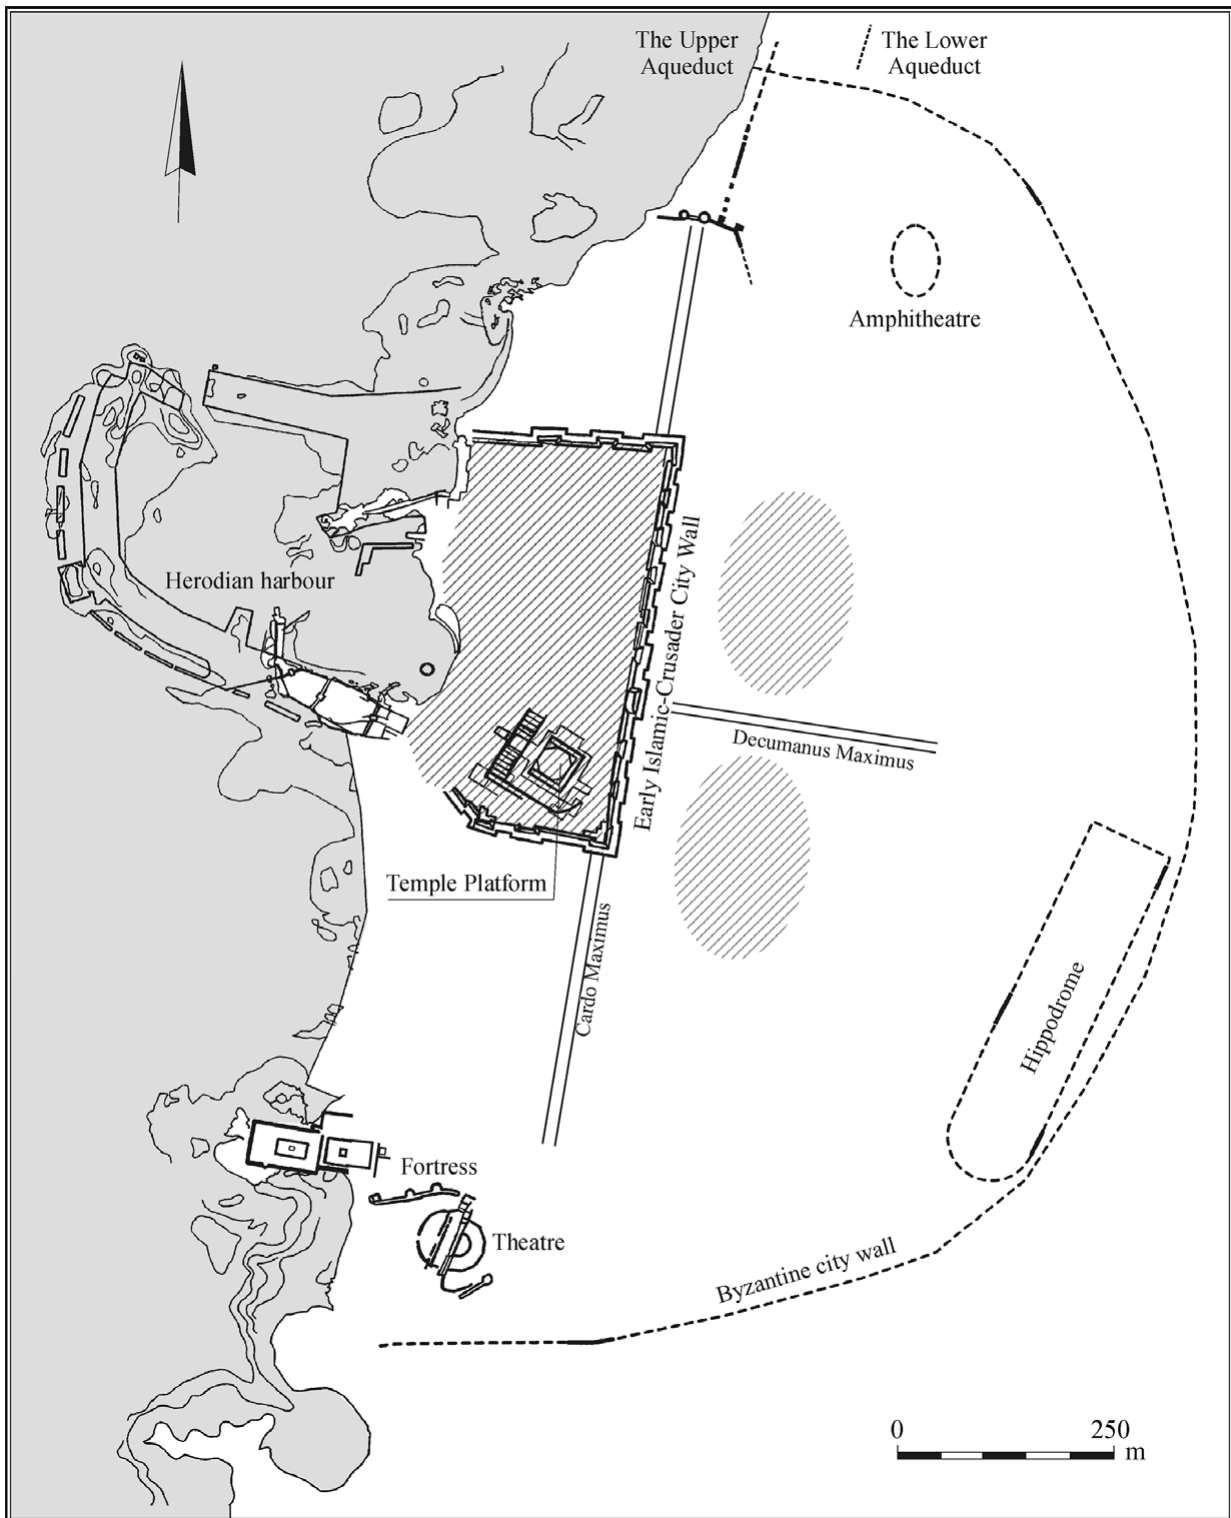 The Upper
Aqueduct
The Lower
Aqueduct
Amphitheatre
Herodian harbour
Early Islamic-Crusader City Wall
Decumanus Maximus
Temple Platform
Cardo Maximus
Hippodrome
Fortress
Theatre
Byzantine city wall
0 250
m